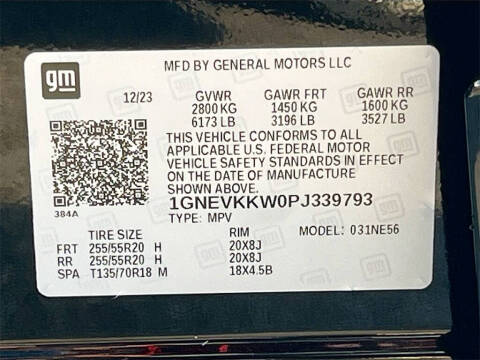 gm
MFD BY GENERAL MOTORS LLC
12/23 GVWR GAWR FRT GAWR RR
2800 KG 1450 KG 1600 KG
6173 LB 3196 LB 3527 LB
THIS VEHICLE CONFORMS TO ALL
APPLICABLE U.S. FEDERAL MOTOR
VEHICLE SAFETY STANDARDS IN EFFECT
ON THE DATE OF MANUFACTURE
SHOWN ABOVE.
384A
1GNEVKKW0PJ339793
TYPE: MPV
TIRE SIZE RIM MODEL: 031NE56
FRT 255/55R20 H 20X8J
RR 255/55R20 H 20X8J
SPA T135/70R18 M 18X4.5B